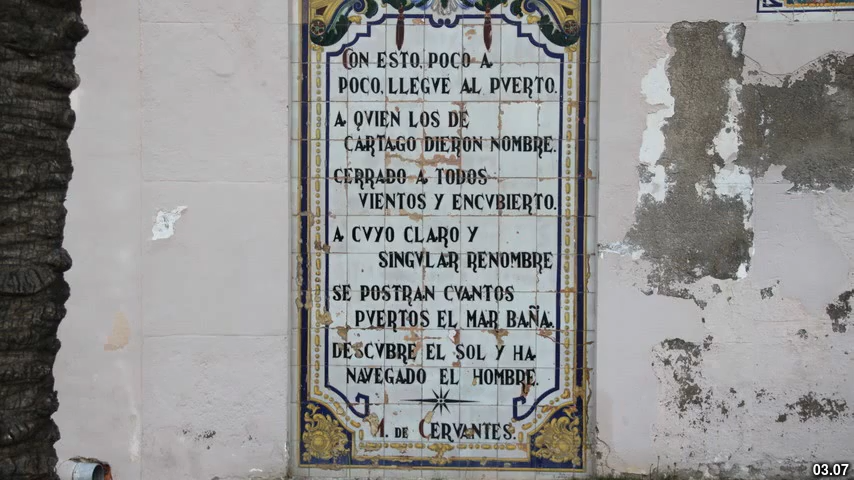 CON ESTO, POCO A
POCO, LLEGVE AL PVERTO.
A QVIEN LOS DE
CARTAGO DIERON NOMBRE.
CERRADO A TODOS
VIENTOS Y ENCVBIERTO.
A CVYO CLARO Y
SINGVLAR RENOMBRE
SE POSTRAN CVANTOS
PVERTOS EL MAR BAÑA.
DESCVBRE EL SOL Y HA
NAVEGADO EL HOMBRE.
M. DE CERVANTES.
03.07